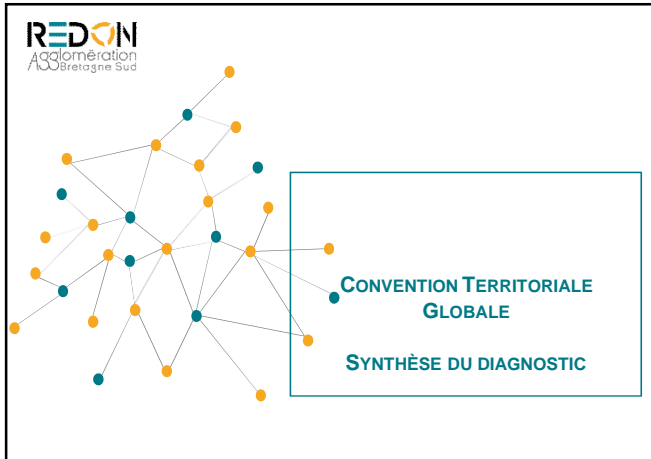 REDON
Agglomération
Bretagne Sud
CONVENTION TERRITORIALE
GLOBALE
SYNTHÈSE DU DIAGNOSTIC